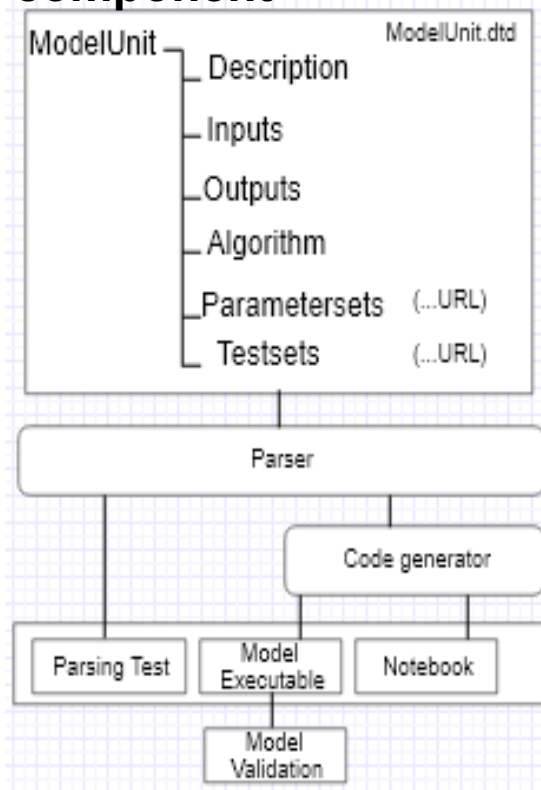 component
ModelUnit
ModelUnit.dtd
Description
Inputs
Outputs
Algorithm
Parametersets (...URL)
Testsets (...URL)
Parser
Code generator
Parsing Test
Model
Executable
Notebook
Model
Validation